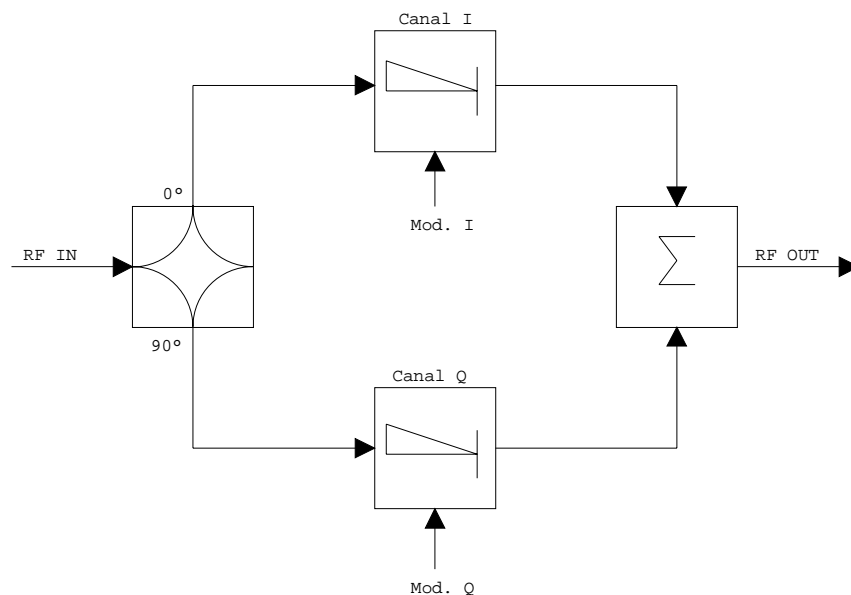 Canal I
Mod. I
0°
RF IN
90°
RF OUT
Canal Q
Mod. Q